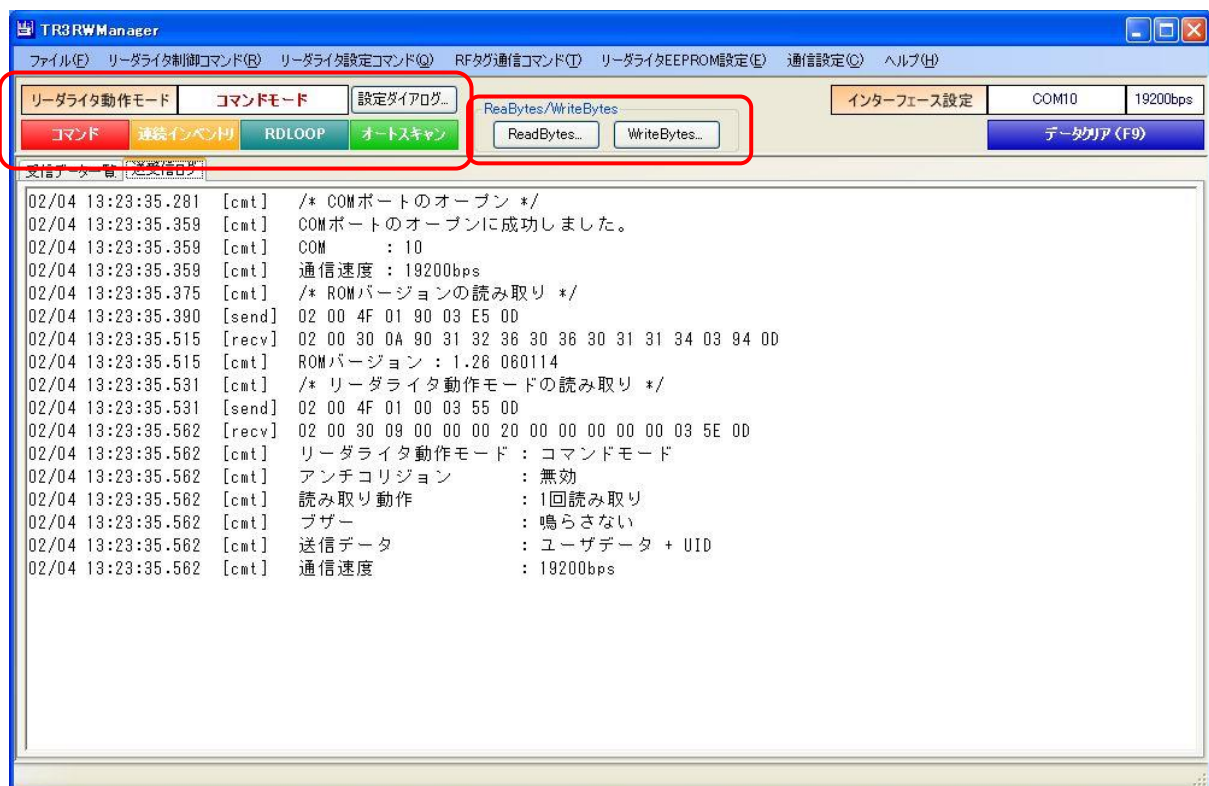 TR3RWManager
ファイル(F) リーダライタ制御コマンド(R) リーダライタ設定コマンド(Q) RFタグ通信コマンド(T) リーダライタEEPROM設定(E) 通信設定(C) ヘルプ(H)
リーダライタ動作モード コマンドモード 設定ダイアログ... ReaBytes/WriteBytes インターフェース設定 COM10 19200bps
コマンド 連続インベントリ RDLOOP オートスキャン ReadBytes... WriteBytes... データクリア(F9)
受信データ一覧 送受信ログ
02/04 13:23:35.281 [cmt] /* COMポートのオープン */
02/04 13:23:35.359 [cmt] COMポートのオープンに成功しました。
02/04 13:23:35.359 [cmt] COM : 10
02/04 13:23:35.359 [cmt] 通信速度 : 19200bps
02/04 13:23:35.375 [cmt] /* ROMバージョンの読み取り */
02/04 13:23:35.390 [send] 02 00 4F 01 90 03 E5 0D
02/04 13:23:35.515 [recv] 02 00 30 0A 90 31 32 36 30 36 30 31 31 34 03 94 0D
02/04 13:23:35.515 [cmt] ROMバージョン : 1.26 060114
02/04 13:23:35.531 [cmt] /* リーダライタ動作モードの読み取り */
02/04 13:23:35.531 [send] 02 00 4F 01 00 03 55 0D
02/04 13:23:35.562 [recv] 02 00 30 09 00 00 00 20 00 00 00 00 00 03 5E 0D
02/04 13:23:35.562 [cmt] リーダライタ動作モード : コマンドモード
02/04 13:23:35.562 [cmt] アンチコリジョン : 無効
02/04 13:23:35.562 [cmt] 読み取り動作 : 1回読み取り
02/04 13:23:35.562 [cmt] ブザー : 鳴らさない
02/04 13:23:35.562 [cmt] 送信データ : ユーザデータ + UID
02/04 13:23:35.562 [cmt] 通信速度 : 19200bps